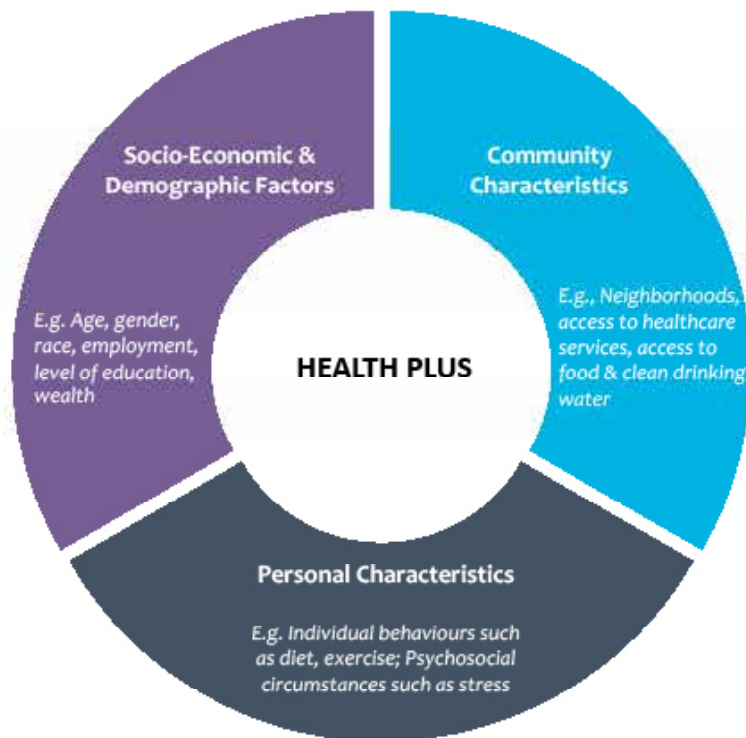 Socio-Economic &
Demographic Factors
E.g. Age, gender,
race, employment,
level of education,
wealth
Community
Characteristics
E.g., Neighborhoods,
access to healthcare
services, access to
food & clean drinking
water
HEALTH PLUS
Personal Characteristics
E.g. Individual behaviours such
as diet, exercise; Psychosocial
circumstances such as stress